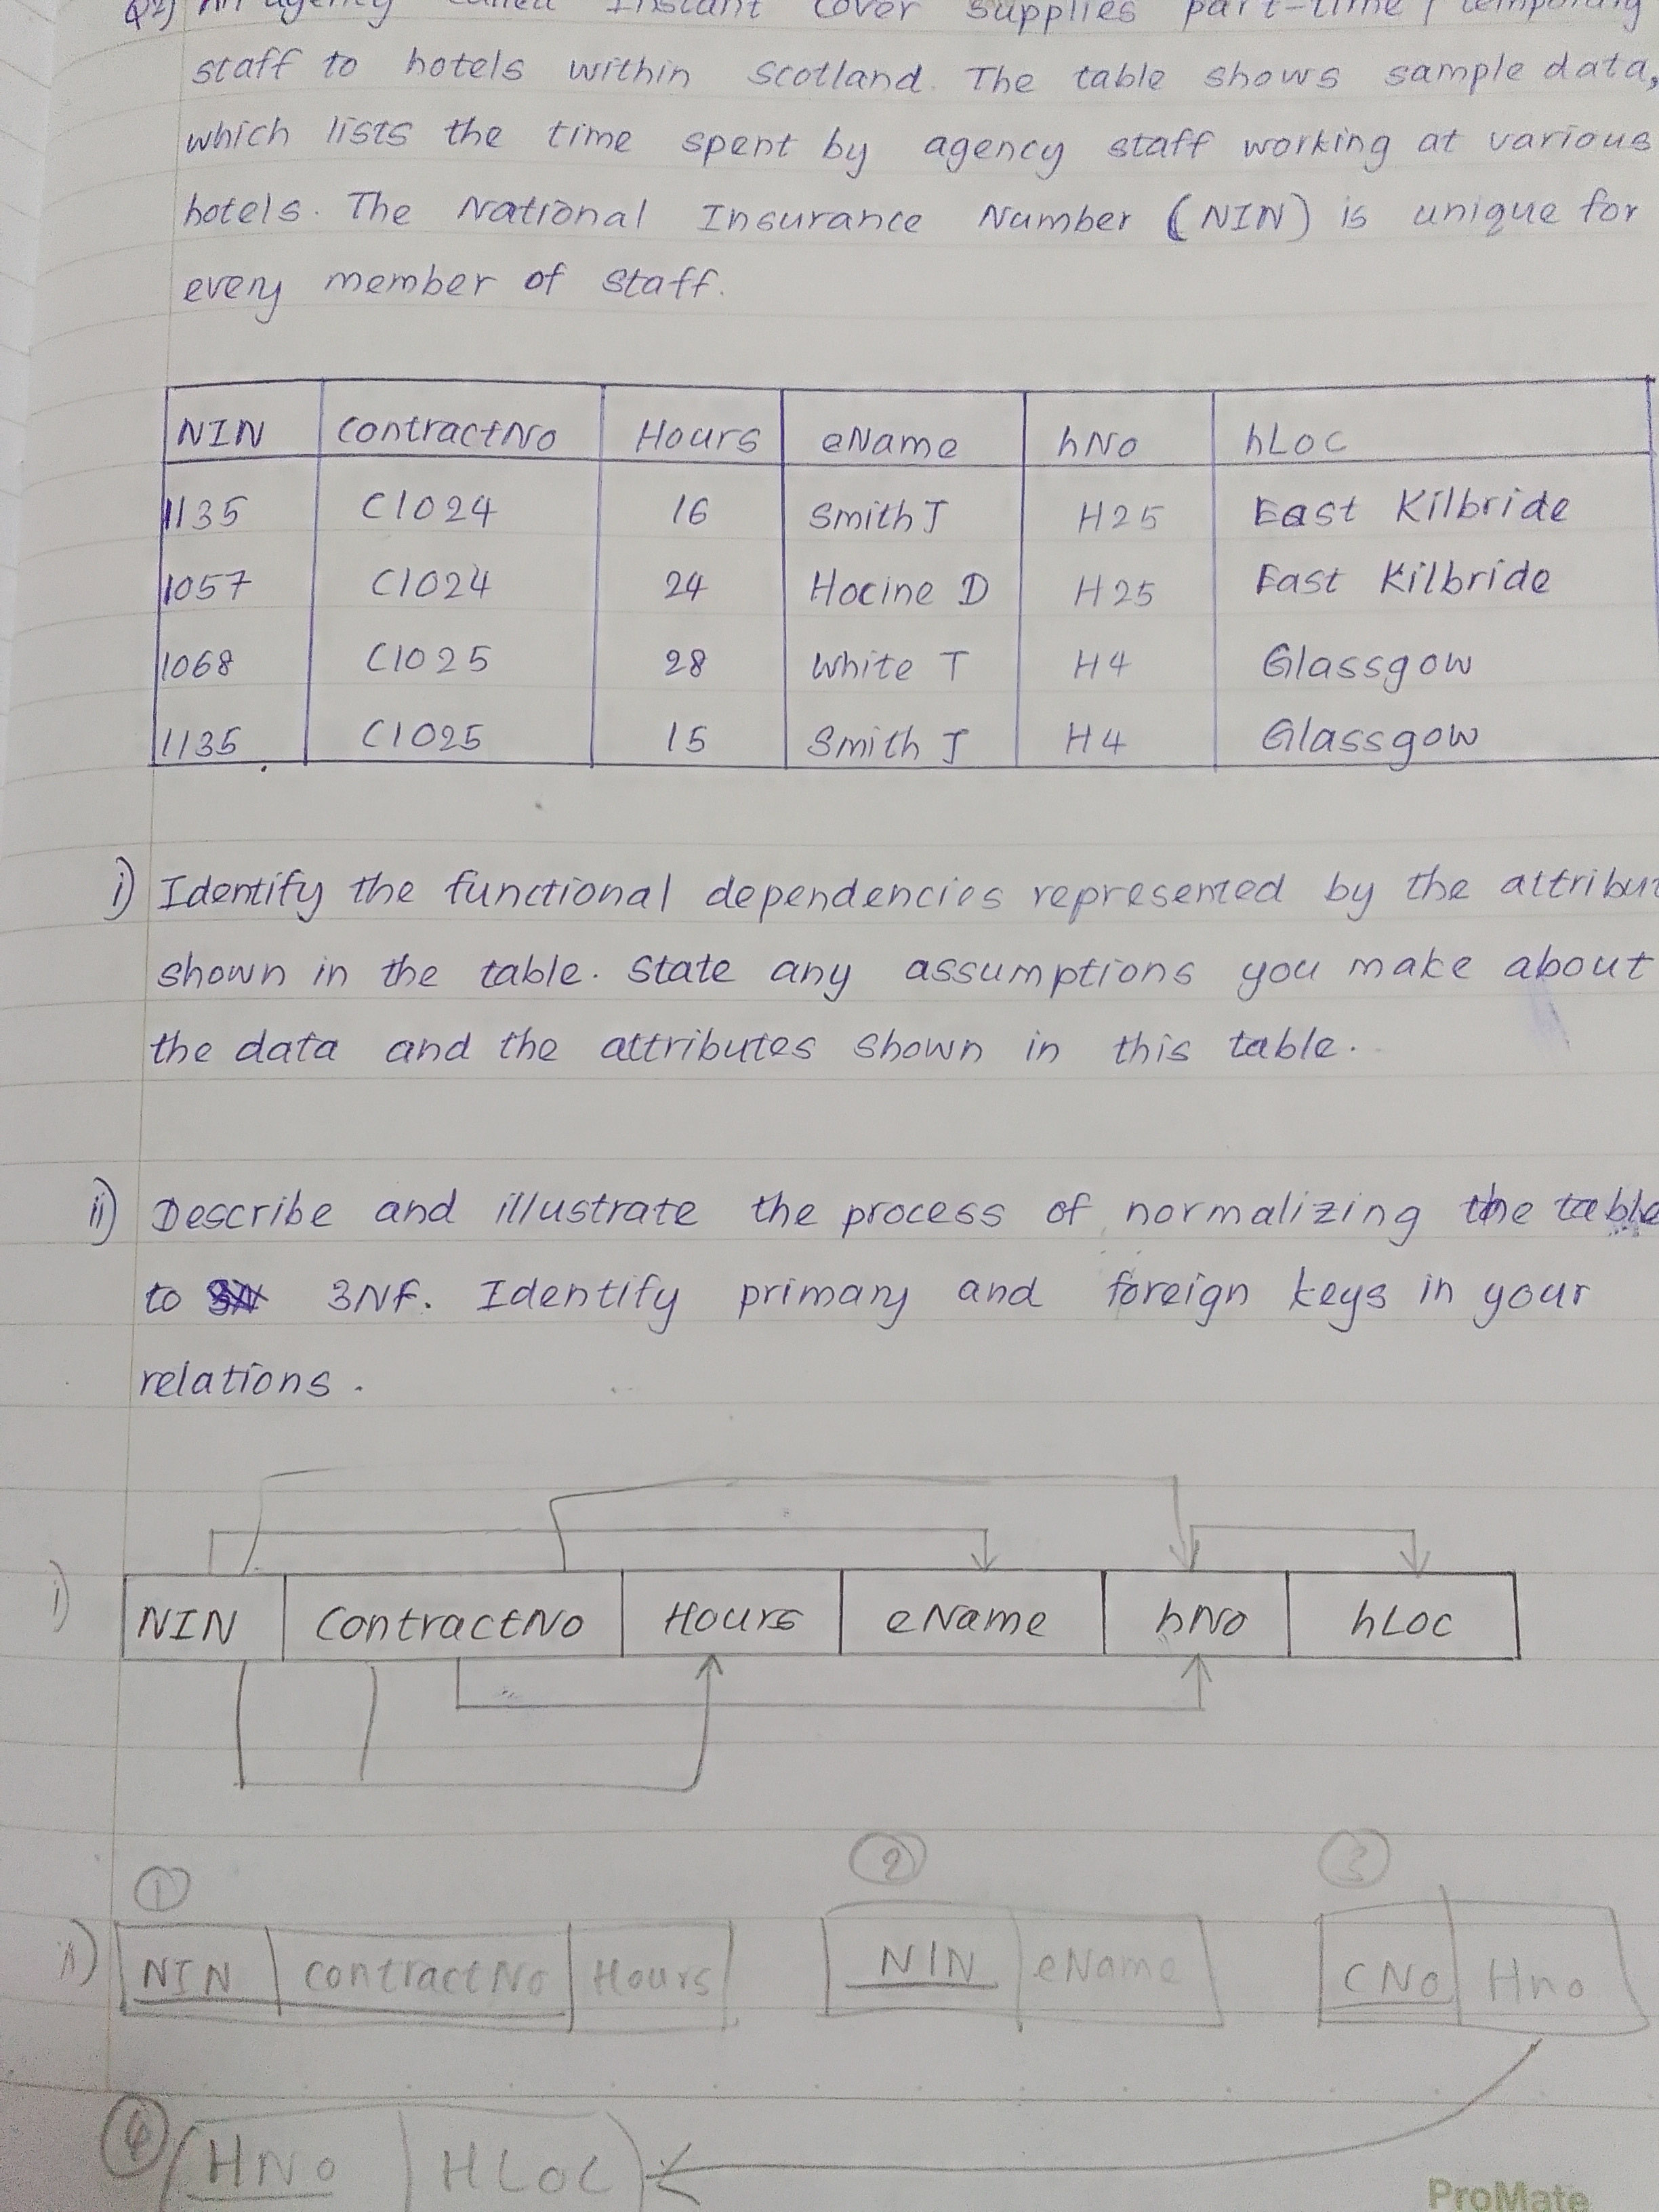 Q2) An agency called Instant Cover supplies part-time / temporary
staff to hotels within Scotland. The table shows sample data,
which lists the time spent by agency staff working at various
hotels. The National Insurance Number (NIN) is unique for
every member of staff.
NIN ContractNo Hours eName hNo hLoc
1135 C1024 16 Smith J H25 East Kilbride
1057 C1024 24 Hocine D H25 East Kilbride
1068 C1025 28 White T H4 Glassgow
1135 C1025 15 Smith J H4 Glassgow
i) Identify the functional dependencies represented by the attribut
shown in the table. State any assumptions you make about
the data and the attributes shown in this table.
ii) Describe and illustrate the process of normalizing the table
to 3NF. Identify primary and foreign keys in your
relations.
i) NIN ContractNo Hours eName hNo hLoc
1 2 3
ii) NIN contractNo Hours NIN eName CNo Hno
4 HNo HLoc
ProMate